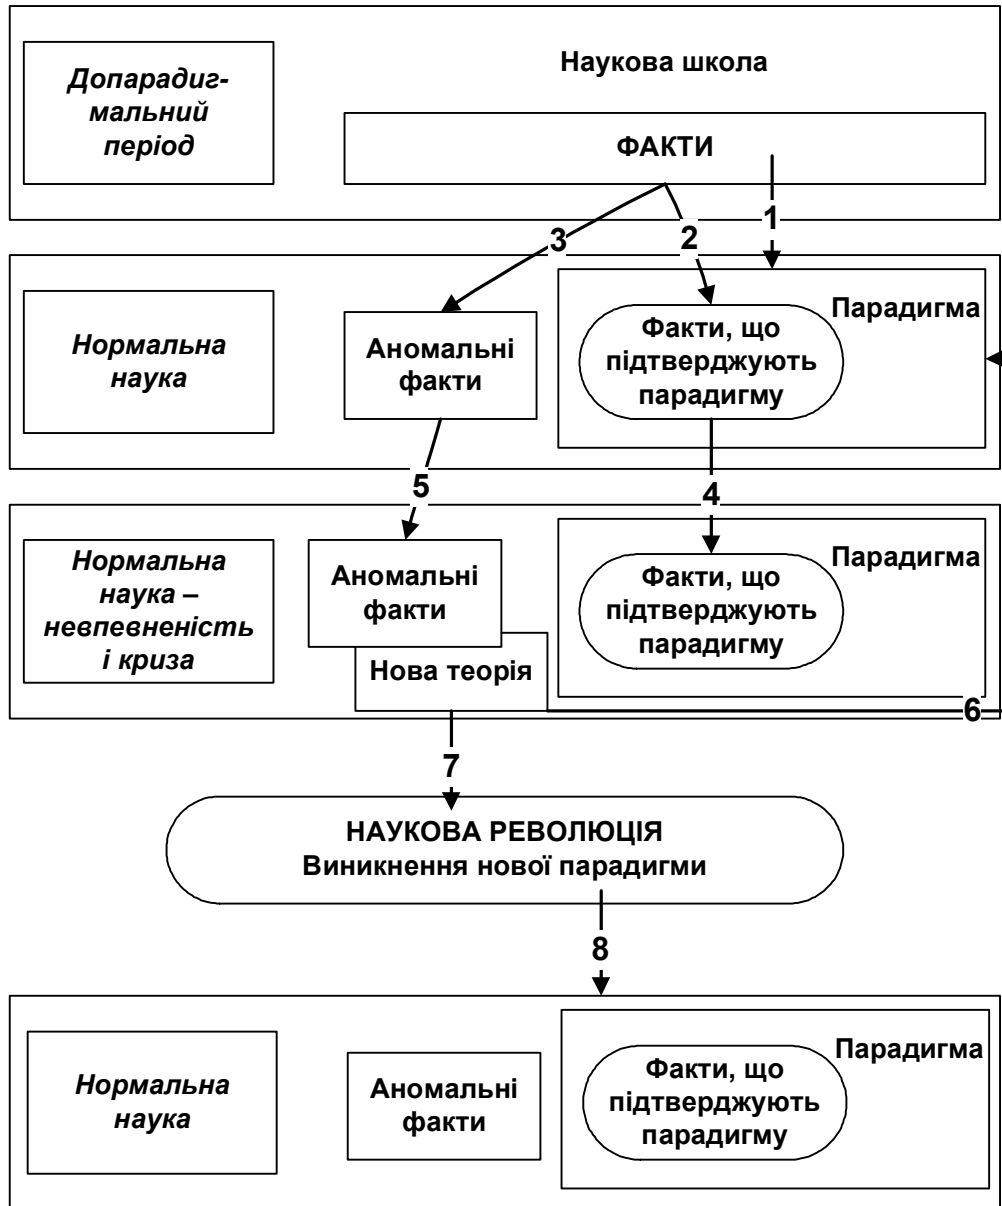 Допарадиг-
мальний
період
Наукова школа
ФАКТИ
1
2
3
Нормальна
наука
Аномальні
факти
Факти, що
підтверджують
парадигму
Парадигма
5
4
Нормальна
наука –
невпевненість
і криза
Аномальні
факти
Нова теорія
Факти, що
підтверджують
парадигму
Парадигма
6
7
НАУКОВА РЕВОЛЮЦІЯ
Виникнення нової парадигми
8
Нормальна
наука
Аномальні
факти
Факти, що
підтверджують
парадигму
Парадигма